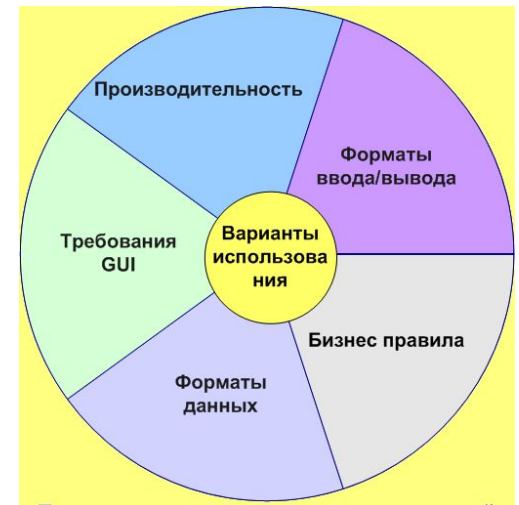 Производительность
Форматы
ввода/вывода
Требования
GUI
Варианты
использова
ния
Бизнес правила
Форматы
данных